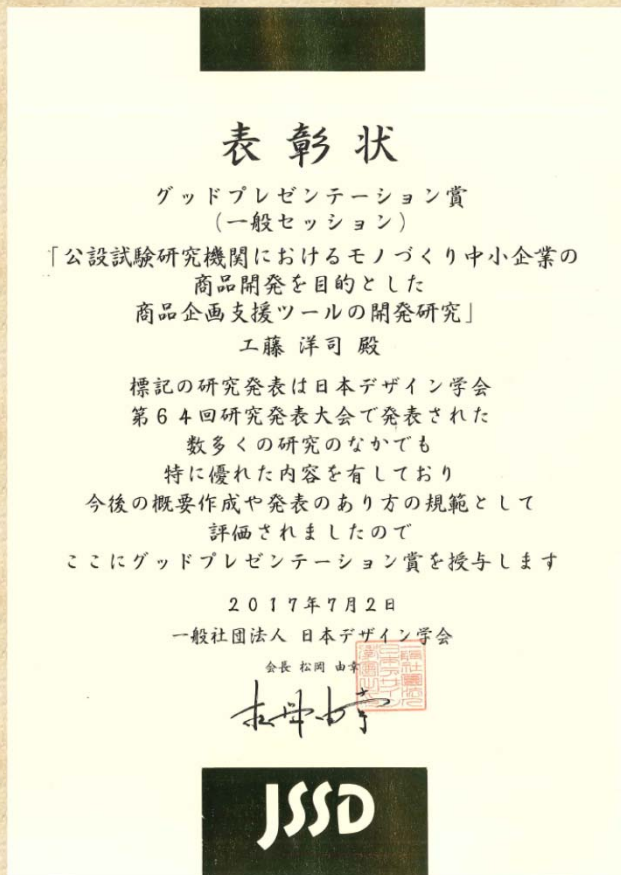 表彰状
グッドプレゼンテーション賞
(一般セッション)
「公設試験研究機関におけるモノづくり中小企業の
商品開発を目的とした
商品企画支援ツールの開発研究」
工藤 洋司 殿
標記の研究発表は日本デザイン学会
第64回研究発表大会で発表された
数多くの研究のなかでも
特に優れた内容を有しており
今後の概要作成や発表のあり方の規範として
評価されましたので
ここにグッドプレゼンテーション賞を授与します
2017年7月2日
一般社団法人 日本デザイン学会
会長 松岡 由幸
JSSD